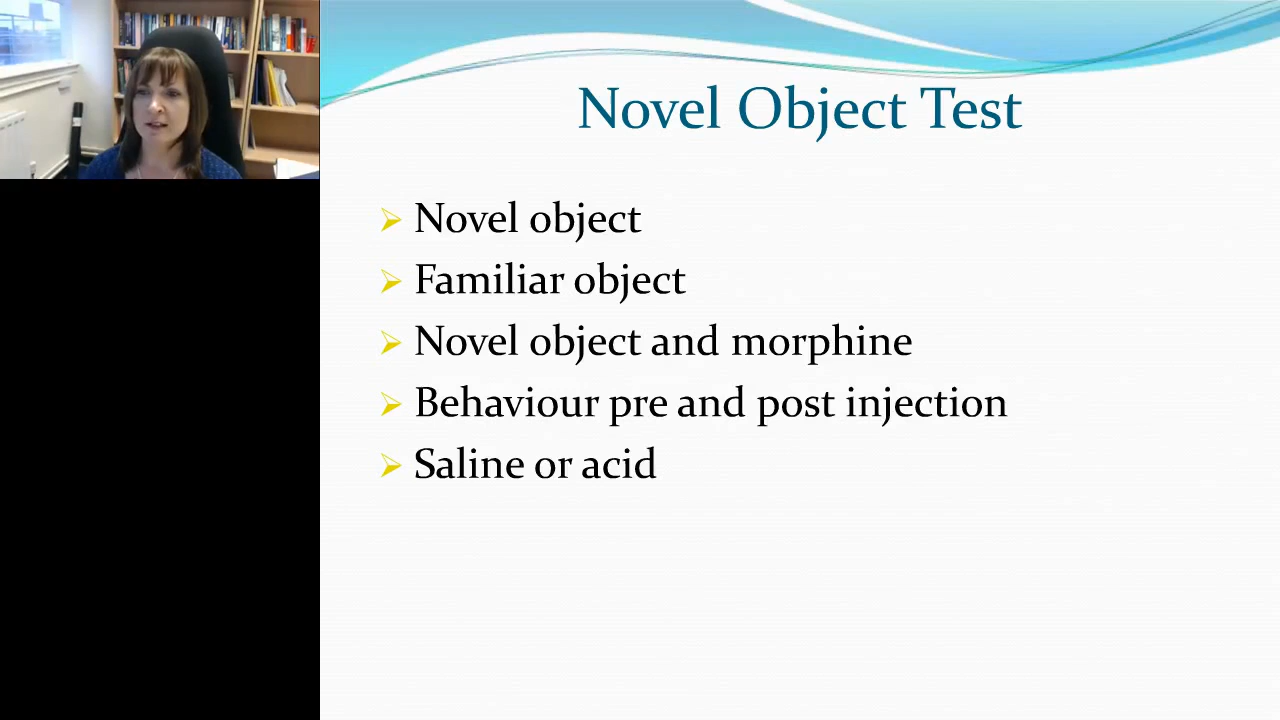 Novel Object Test
Novel object
Familiar object
Novel object and morphine
Behaviour pre and post injection
Saline or acid